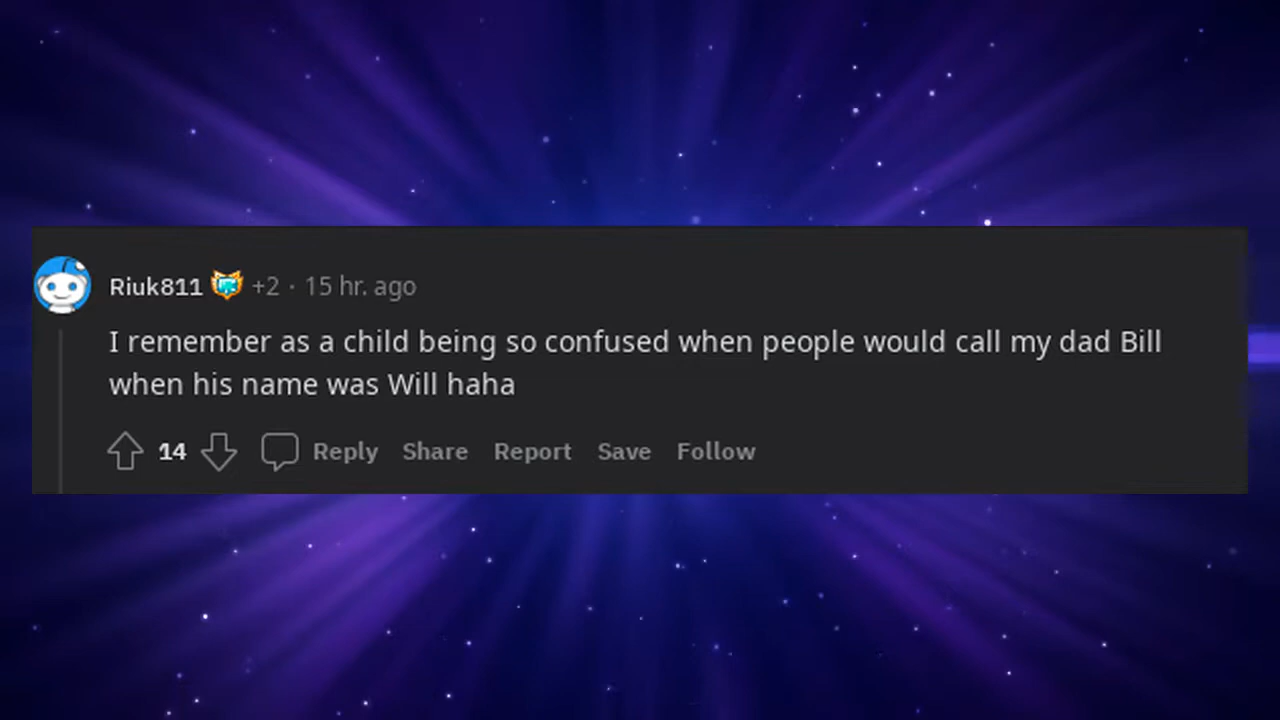 Riuk811 +2 · 15 hr. ago
I remember as a child being so confused when people would call my dad Bill
when his name was Will haha
14 Reply Share Report Save Follow